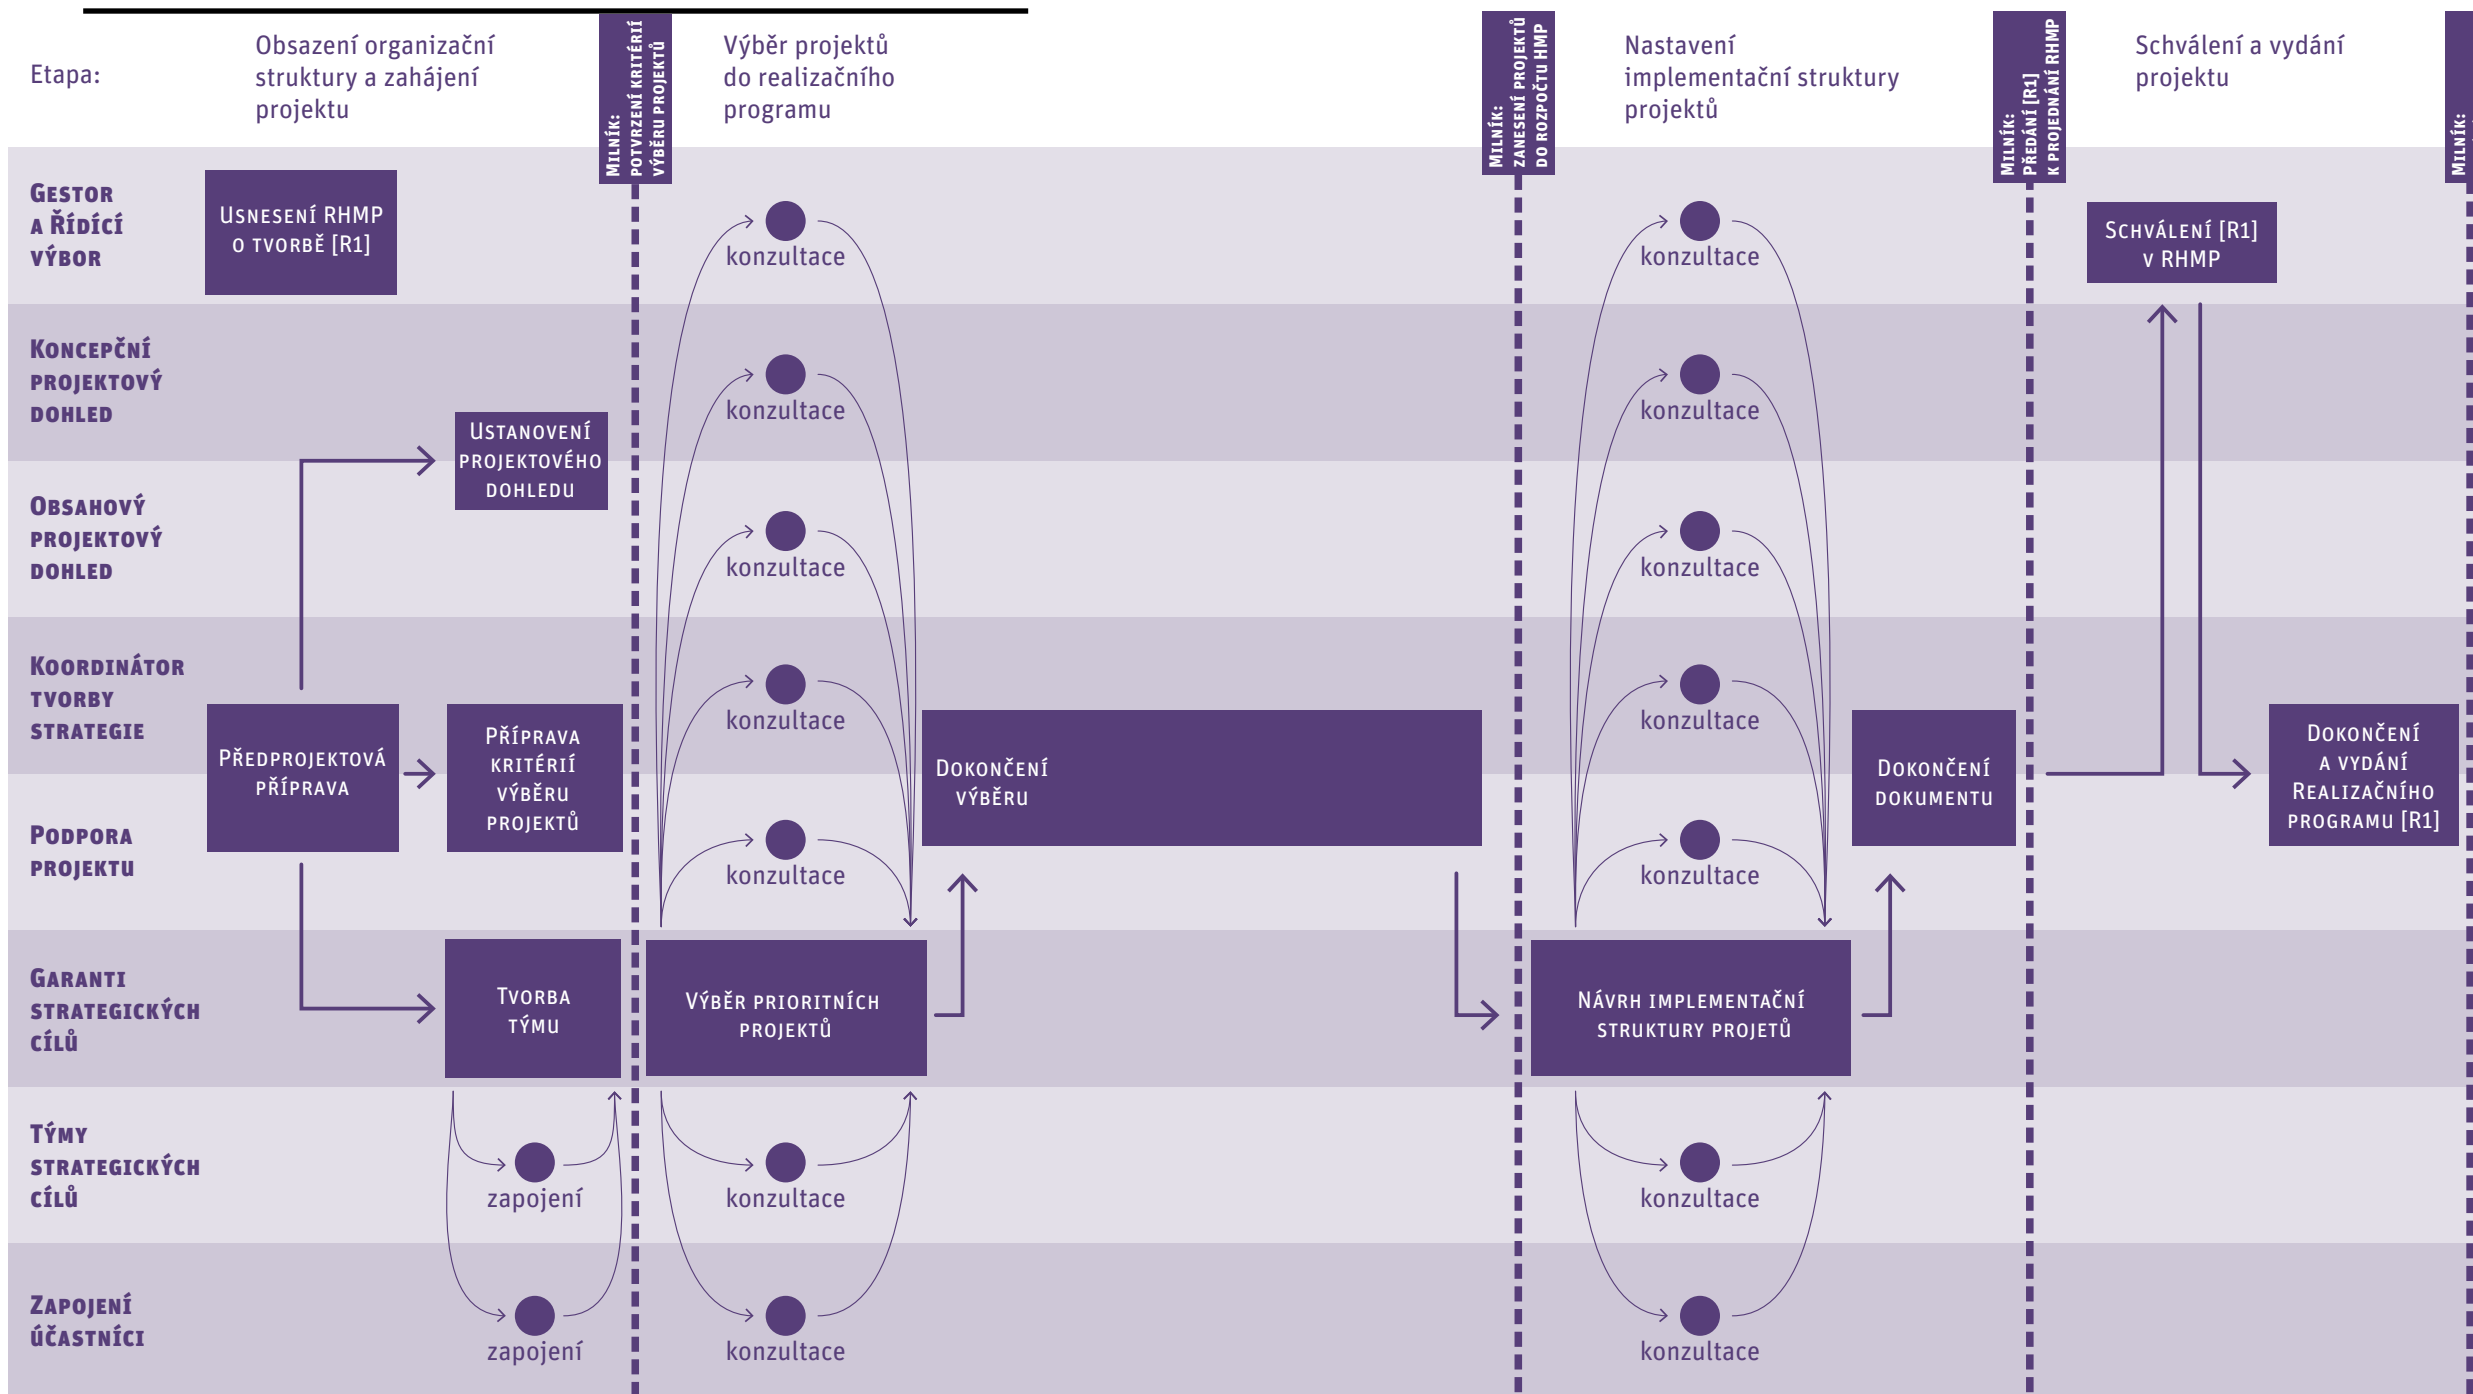 Etapa:
Obsazení organizační
struktury a zahájení
projektu
Milník:
potvrzení kritérií
výběru projektů
Výběr projektů
do realizačního
programu
Milník:
zanesení projektů
do rozpočtu HMP
Nastavení
implementační struktury
projektů
Milník:
předání [R1]
k projednání RHMP
Schválení a vydání
projektu
Milník:
Gestor
a Řídící
výbor
Usnesení RHMP
o tvorbě [R1]
konzultace
konzultace
Schválení [R1]
v RHMP
Koncepční
projektový
dohled
Ustanovení
projektového
dohledu
konzultace
konzultace
Obsahový
projektový
dohled
konzultace
konzultace
Koordinátor
tvorby
strategie
konzultace
konzultace
Předprojektová
příprava
Příprava
kritérií
výběru
projektů
Dokončení
výběru
Dokončení
dokumentu
Dokončení
a vydání
Realizačního
programu [R1]
Podpora
projektu
konzultace
konzultace
Garanti
strategických
cílů
Tvorba
týmu
Výběr prioritních
projektů
Návrh implementační
struktury projetů
Týmy
strategických
cílů
zapojení
konzultace
konzultace
Zapojení
účastníci
zapojení
konzultace
konzultace